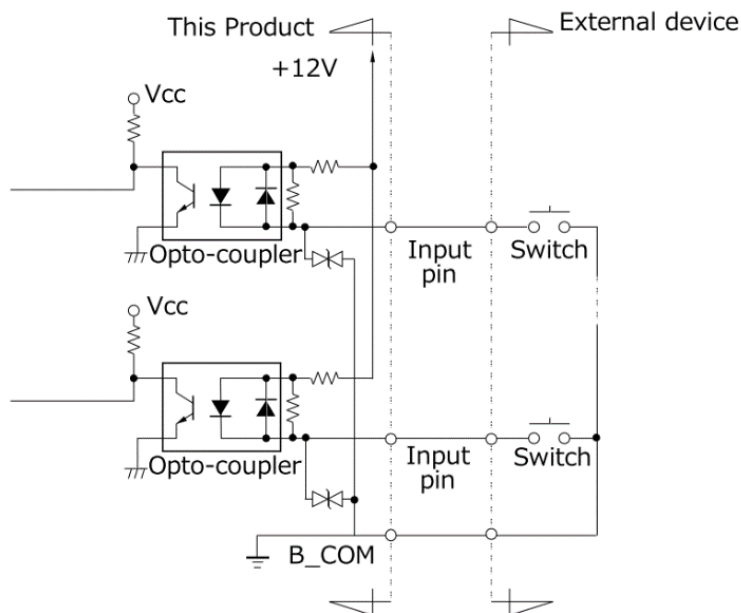 This Product
External device
+12V
Vcc
Opto-coupler
Input
pin
Switch
Vcc
Opto-coupler
Input
pin
Switch
B_COM